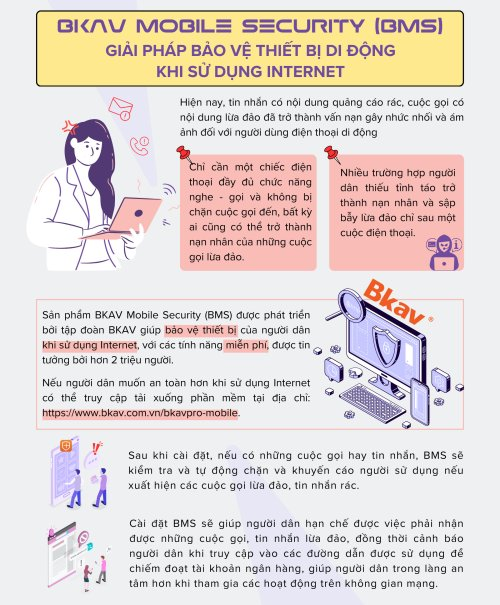 BKAV MOBILE SECURITY (BMS)
GIẢI PHÁP BẢO VỆ THIẾT BỊ DI ĐỘNG
KHI SỬ DỤNG INTERNET
Hiện nay, tin nhắn có nội dung quảng cáo rác, cuộc gọi có
nội dung lừa đảo đã trở thành vấn nạn gây nhức nhối và ám
ảnh đối với người dùng điện thoại di động
Chỉ cần một chiếc điện
thoại đầy đủ chức năng
nghe - gọi và không bị
chặn cuộc gọi đến, bất kỳ
ai cũng có thể trở thành
nạn nhân của những cuộc
gọi lừa đảo.
Nhiều trường hợp người
dân thiếu tỉnh táo trở
thành nạn nhân và sập
bẫy lừa đảo chỉ sau một
cuộc điện thoại.
Sản phẩm BKAV Mobile Security (BMS) được phát triển
bởi tập đoàn BKAV giúp bảo vệ thiết bị của người dân
khi sử dụng Internet, với các tính năng miễn phí, được tin
tưởng bởi hơn 2 triệu người.
Nếu người dân muốn an toàn hơn khi sử dụng Internet
có thể truy cập tải xuống phần mềm tại địa chỉ:
https://www.bkav.com.vn/bkavpro-mobile.
Bkav®
Sau khi cài đặt, nếu có những cuộc gọi hay tin nhắn, BMS sẽ
kiểm tra và tự động chặn và khuyến cáo người sử dụng nếu
xuất hiện các cuộc gọi lừa đảo, tin nhắn rác.
Cài đặt BMS sẽ giúp người dân hạn chế được việc phải nhận
được những cuộc gọi, tin nhắn lừa đảo, đồng thời cảnh báo
người dân khi truy cập vào các đường dẫn được sử dụng để
chiếm đoạt tài khoản ngân hàng, giúp người dân trong làng an
tâm hơn khi tham gia các hoạt động trên không gian mạng.